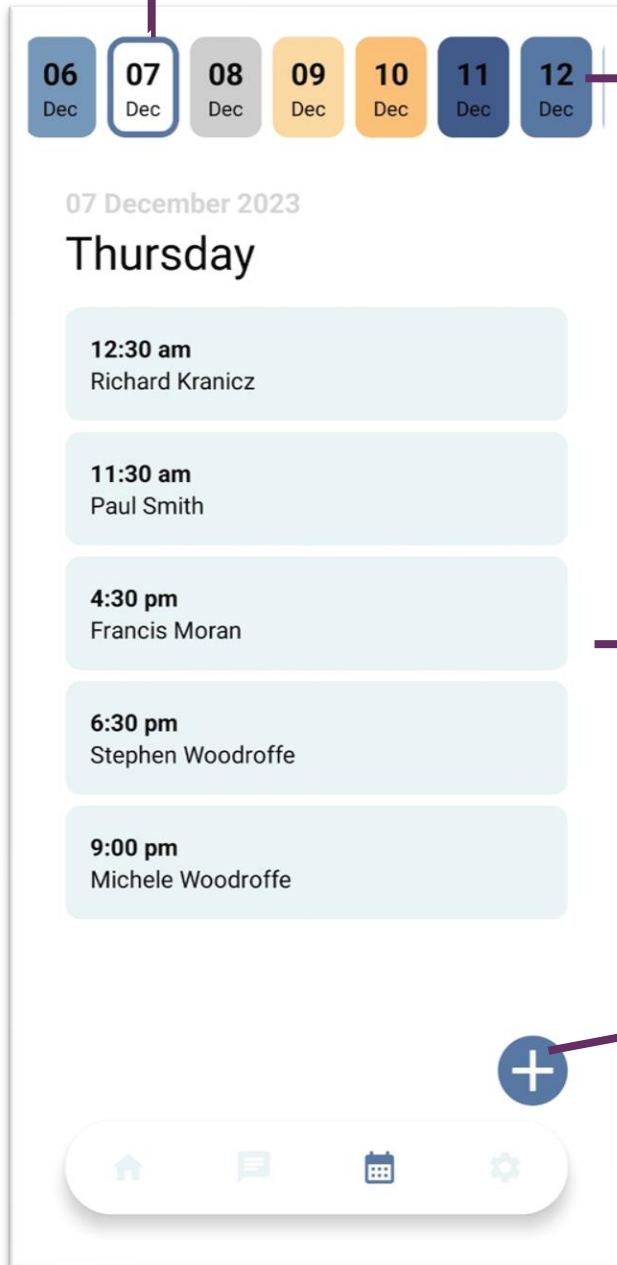 06 07 08 09 10 11 12
Dec Dec Dec Dec Dec Dec Dec
07 December 2023
Thursday
12:30 am
Richard Kranicz
11:30 am
Paul Smith
4:30 pm
Francis Moran
6:30 pm
Stephen Woodroffe
9:00 pm
Michele Woodroffe